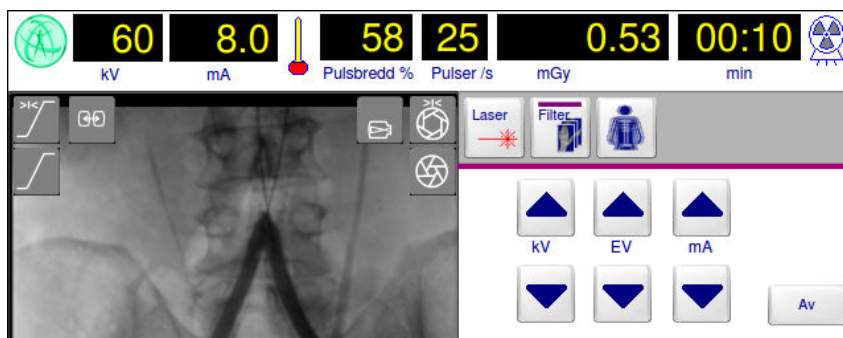 60 8.0 58 25 0.53 00:10
kV mA Pulsbredd % Pulser /s mGy min
>I< >I< Laser Filter
kV EV mA
Av